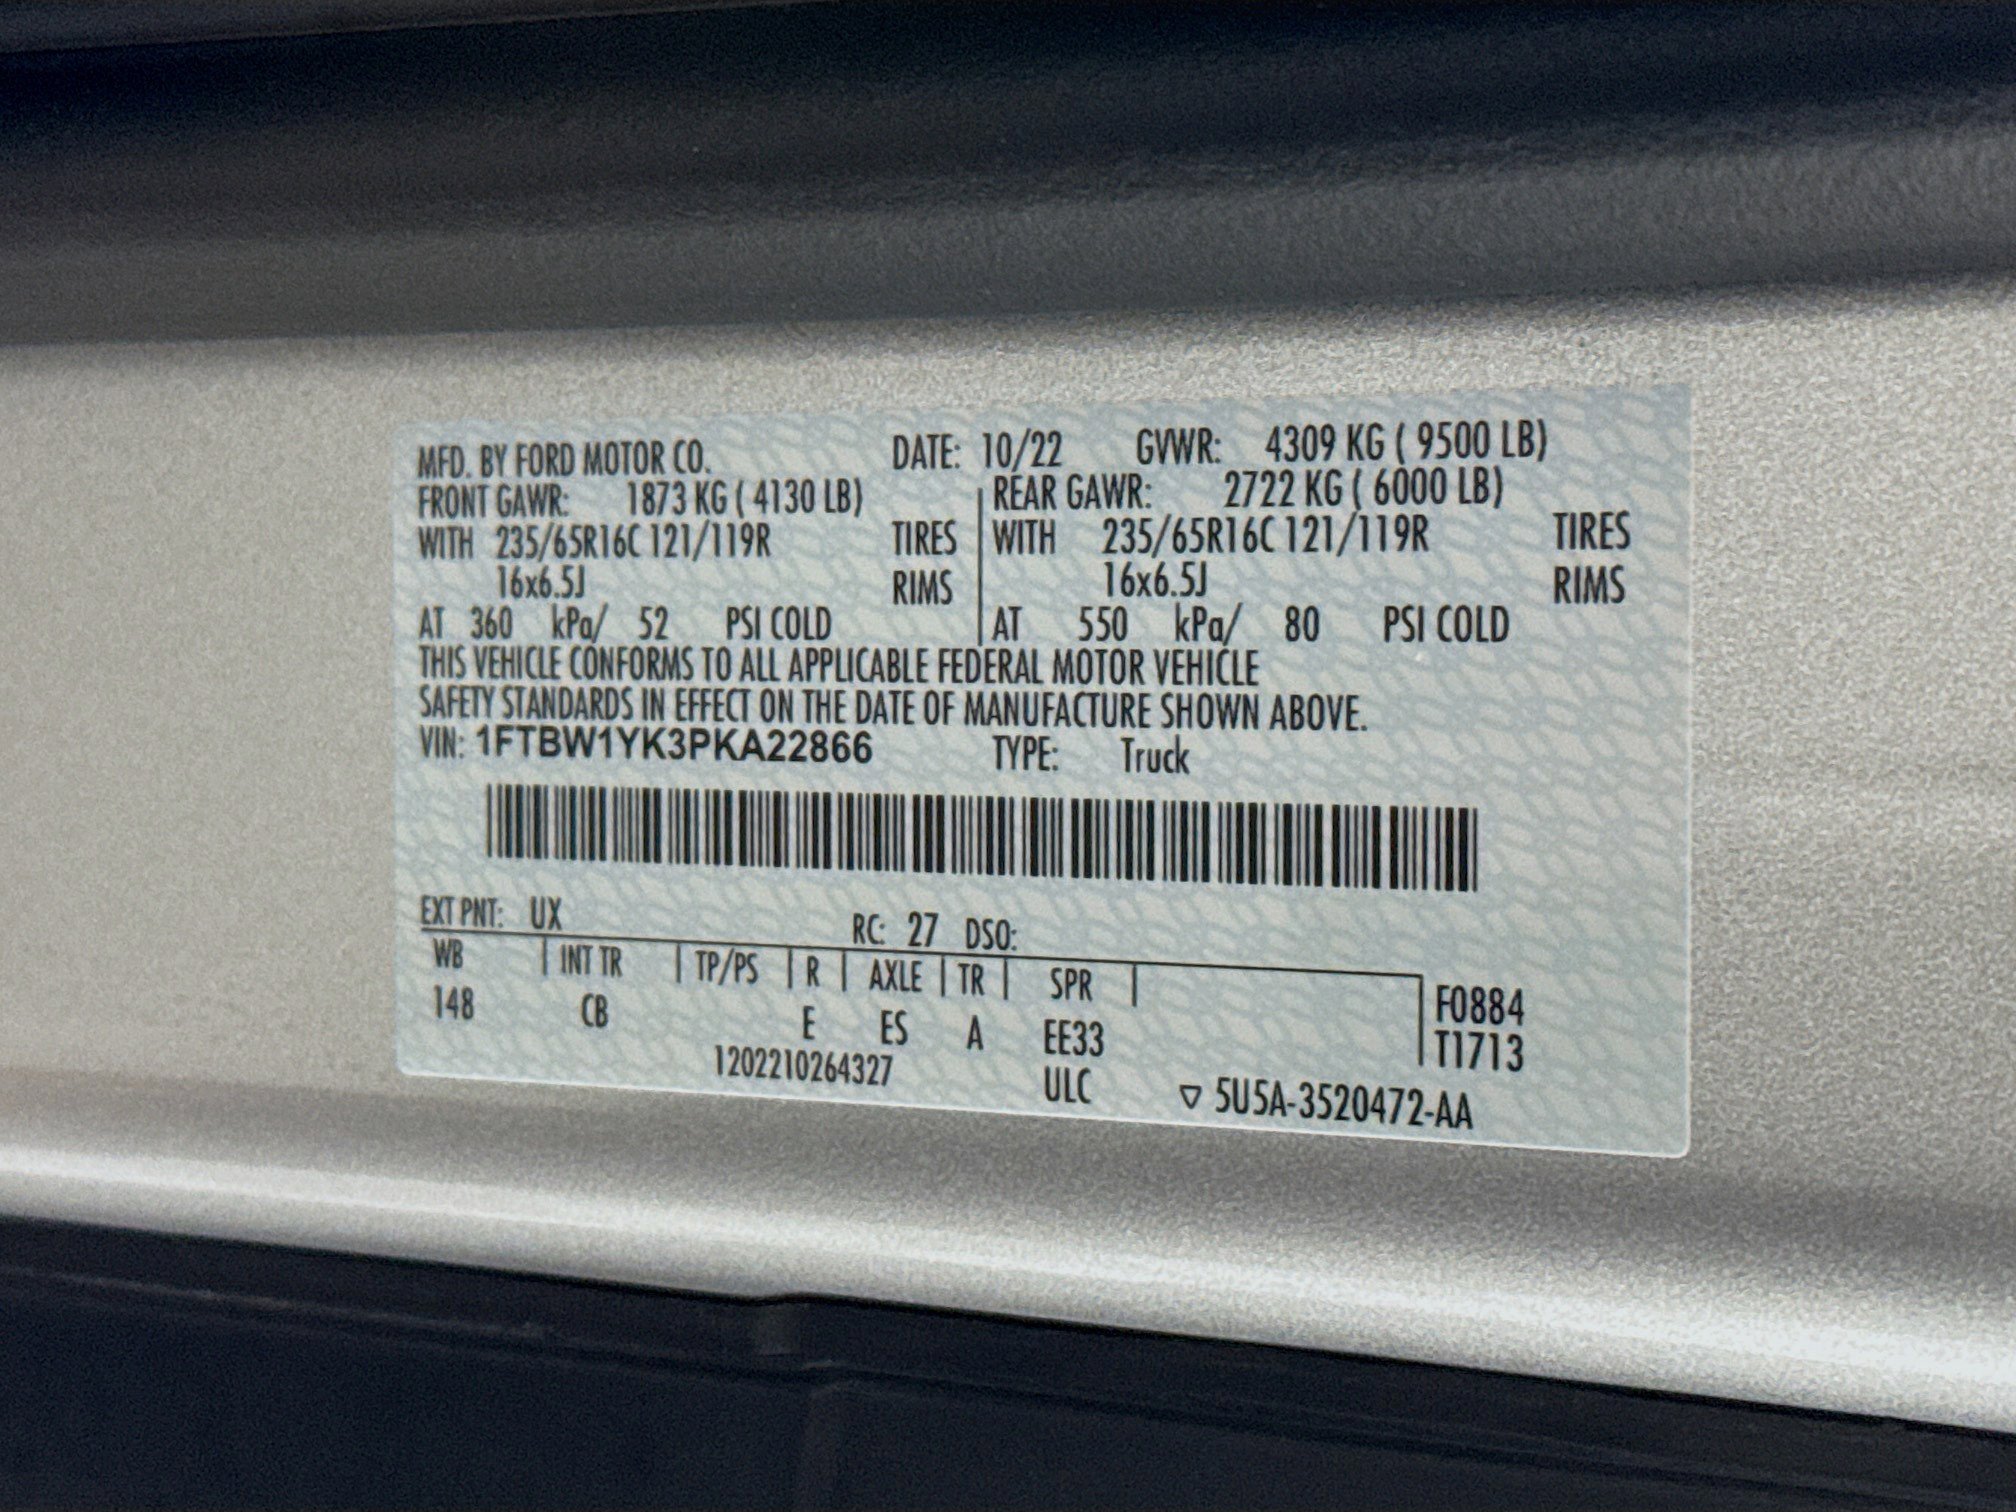 MFD. BY FORD MOTOR CO. DATE: 10/22 GVWR: 4309 KG ( 9500 LB)
FRONT GAWR: 1873 KG ( 4130 LB) REAR GAWR: 2722 KG ( 6000 LB)
WITH 235/65R16C 121/119R TIRES WITH 235/65R16C 121/119R TIRES
16x6.5J RIMS 16x6.5J RIMS
AT 360 kPa/ 52 PSI COLD AT 550 kPa/ 80 PSI COLD
THIS VEHICLE CONFORMS TO ALL APPLICABLE FEDERAL MOTOR VEHICLE
SAFETY STANDARDS IN EFFECT ON THE DATE OF MANUFACTURE SHOWN ABOVE.
VIN: 1FTBW1YK3PKA22866 TYPE: Truck
EXT PNT: UX RC: 27 DSO:
WB INT TR TP/PS R AXLE TR SPR
148 CB E ES A EE33 F0884
T1713
1202210264327 ULC ▽ 5U5A-3520472-AA